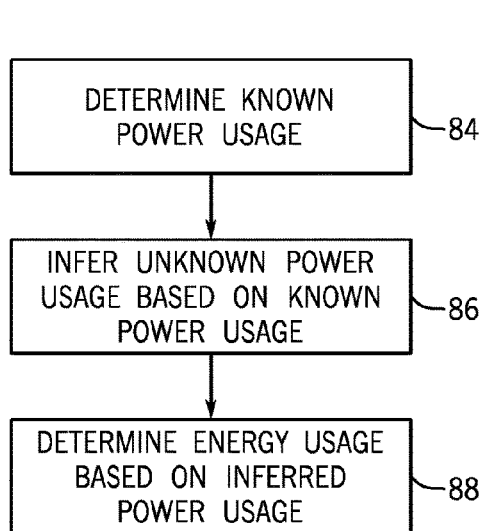 DETERMINE KNOWN
POWER USAGE
84
INFER UNKNOWN POWER
USAGE BASED ON KNOWN
POWER USAGE
86
DETERMINE ENERGY USAGE
BASED ON INFERRED
POWER USAGE
88